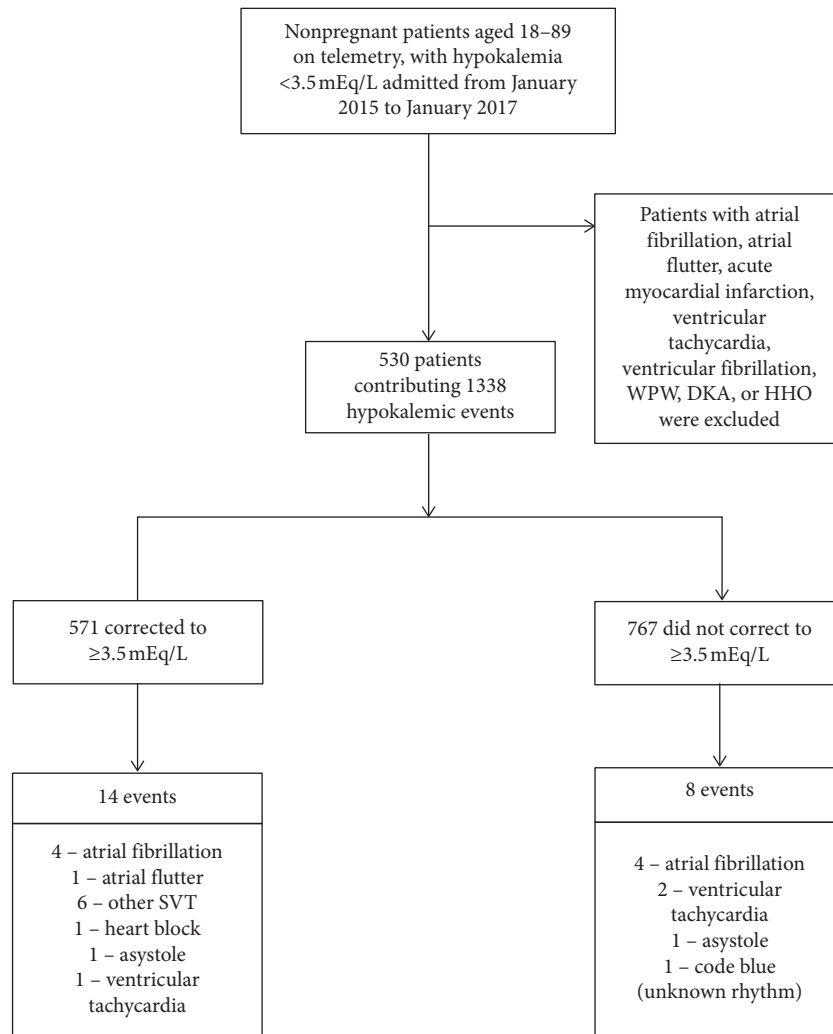 Nonpregnant patients aged 18–89
on telemetry, with hypokalemia
<3.5 mEq/L admitted from January
2015 to January 2017
Patients with atrial
fibrillation, atrial
flutter, acute
myocardial infarction,
ventricular
tachycardia,
ventricular fibrillation,
WPW, DKA, or HHO
were excluded
530 patients
contributing 1338
hypokalemic events
571 corrected to
≥3.5 mEq/L
767 did not correct to
≥3.5 mEq/L
14 events
4 – atrial fibrillation
1 – atrial flutter
6 – other SVT
1 – heart block
1 – asystole
1 – ventricular
tachycardia
8 events
4 – atrial fibrillation
2 – ventricular
tachycardia
1 – asystole
1 – code blue
(unknown rhythm)